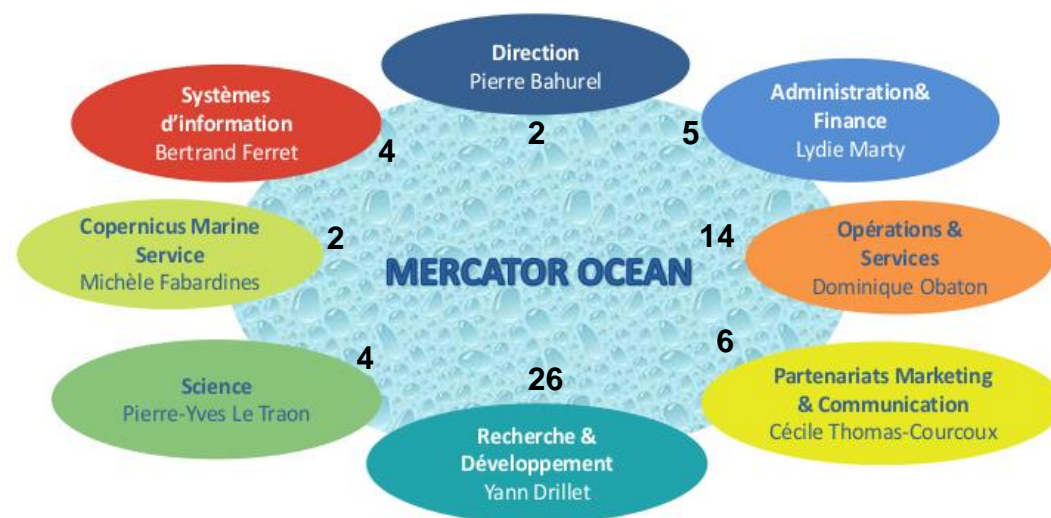 Direction
Pierre Bahurel
Systèmes
d'information
Bertrand Ferret
Administration&
Finance
Lydie Marty
4
2
5
Copernicus Marine
Service
Michèle Fabardines
2
14
Opérations &
Services
Dominique Obaton
MERCATOR OCEAN
Science
Pierre-Yves Le Traon
4
26
6
Partenariats Marketing
& Communication
Cécile Thomas-Courcoux
Recherche &
Développement
Yann Drillet